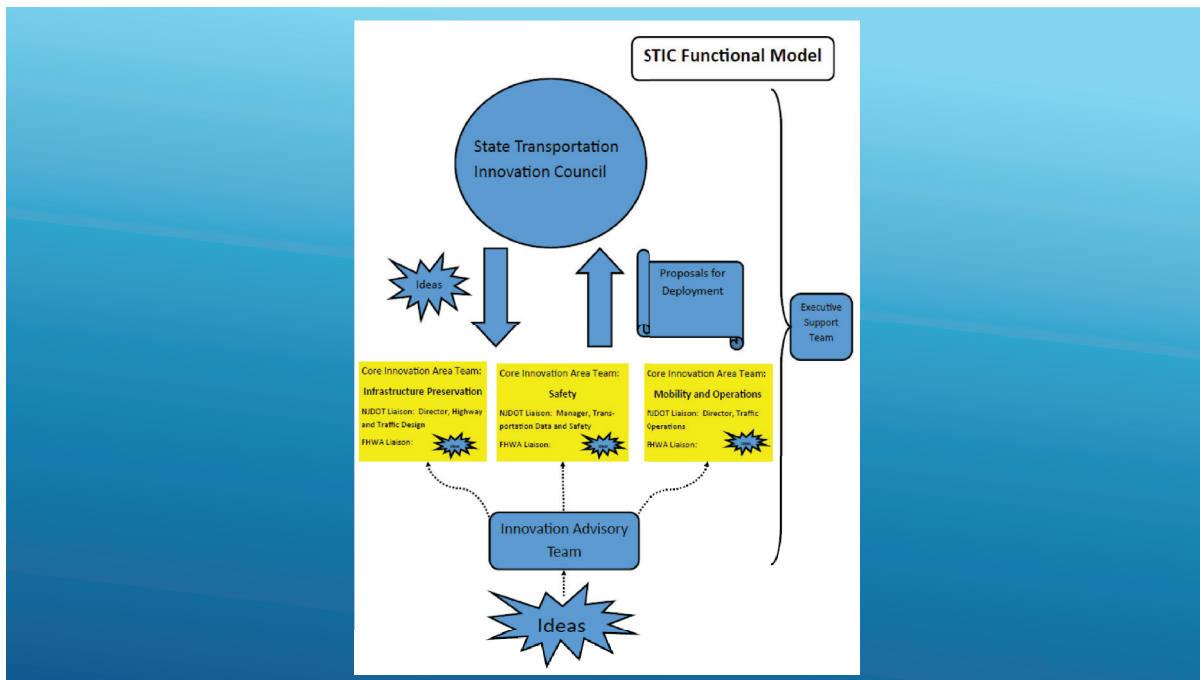 STIC Functional Model
State Transportation
Innovation Council
Ideas
Proposals for
Deployment
Executive
Support
Team
Core Innovation Area Team:
Infrastructure Preservation
NJDOT Liaison: Director, Highway
and Traffic Design
FHWA Liaison:
Ideas
Core Innovation Area Team:
Safety
NJDOT Liaison: Manager, Trans-
portation Data and Safety
FHWA Liaison:
Ideas
Core Innovation Area Team:
Mobility and Operations
NJDOT Liaison: Director, Traffic
Operations
FHWA Liaison:
Ideas
Innovation Advisory
Team
Ideas